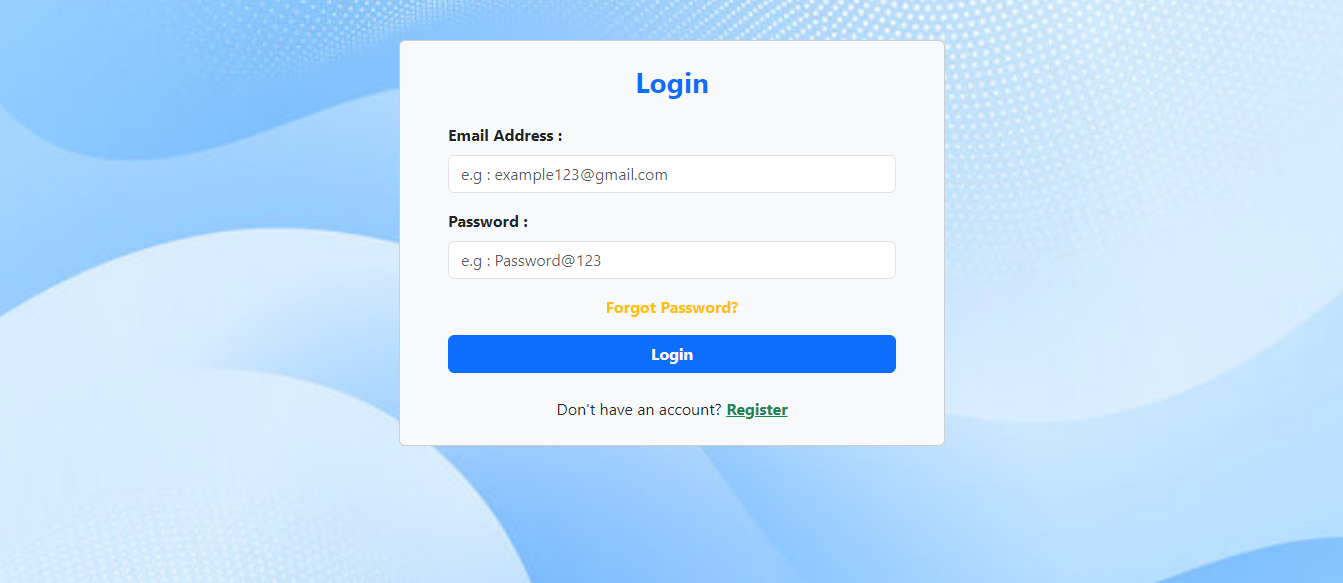 Login
Email Address :
e.g : example123@gmail.com
Password :
e.g : Password@123
Forgot Password?
Login
Don't have an account? Register